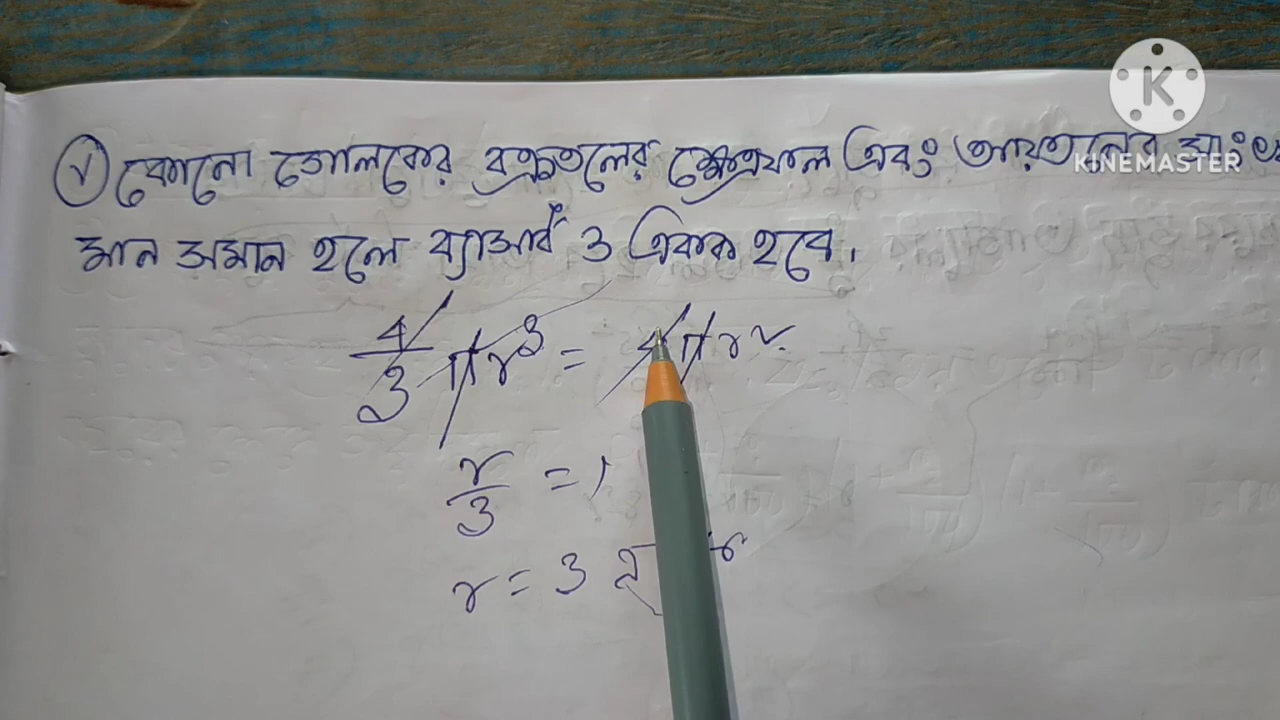 √ কোনো গোলকের বক্রতলের ক্ষেত্রফল এবং আয়তনের
KINEMASTER
মান সমান হলে ব্যাসার্ধ 3 একক হবে।
4/3 πr³ = 4πr²
r/3 = 1
r = 3